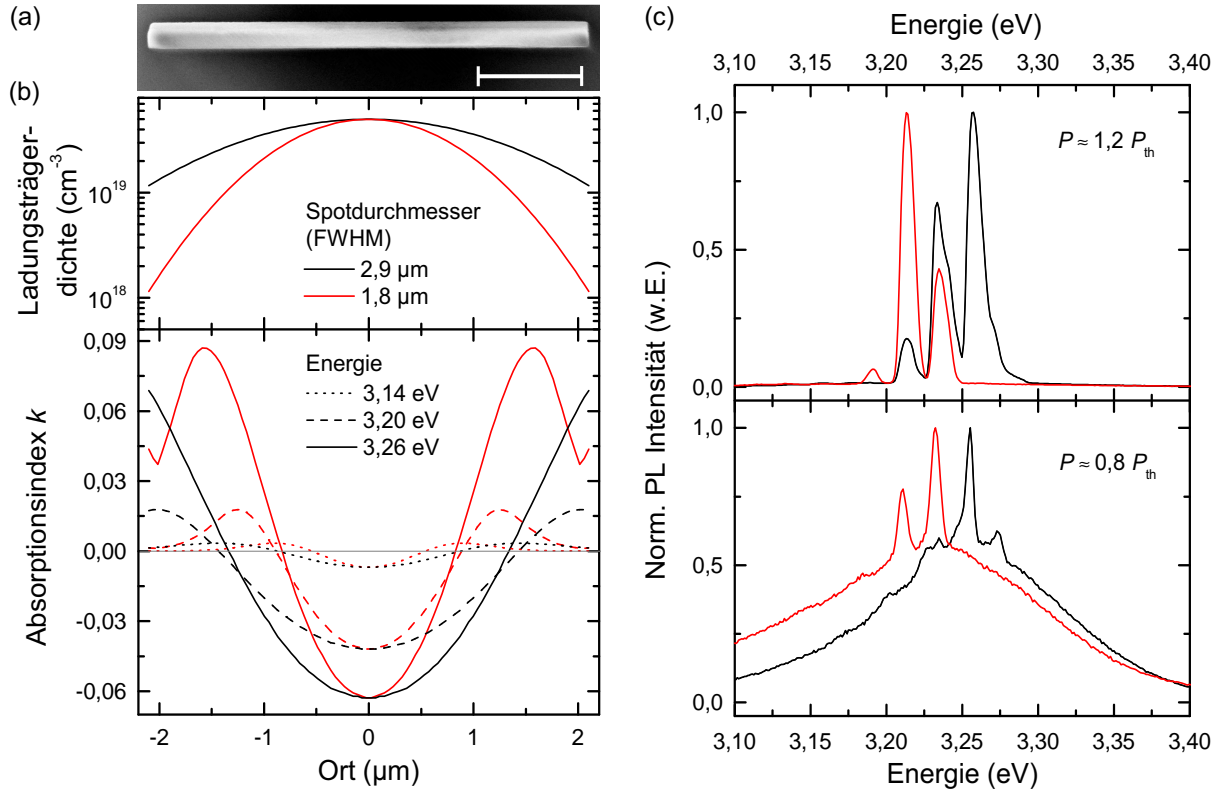 (a)
(b)
Ladungsträger-
dichte (cm-3)
10^19
10^18
Spotdurchmesser
(FWHM)
2,9 µm
1,8 µm
Absorptionsindex k
0,09
0,06
0,03
0,00
-0,03
-0,06
Energie
3,14 eV
3,20 eV
3,26 eV
-2 -1 0 1 2
Ort (µm)
(c)
Energie (eV)
3,10 3,15 3,20 3,25 3,30 3,35 3,40
Norm. PL Intensität (w.E.)
1,0
0,5
0,0
P ≈ 1,2 Pth
1,0
0,5
0,0
P ≈ 0,8 Pth
3,10 3,15 3,20 3,25 3,30 3,35 3,40
Energie (eV)